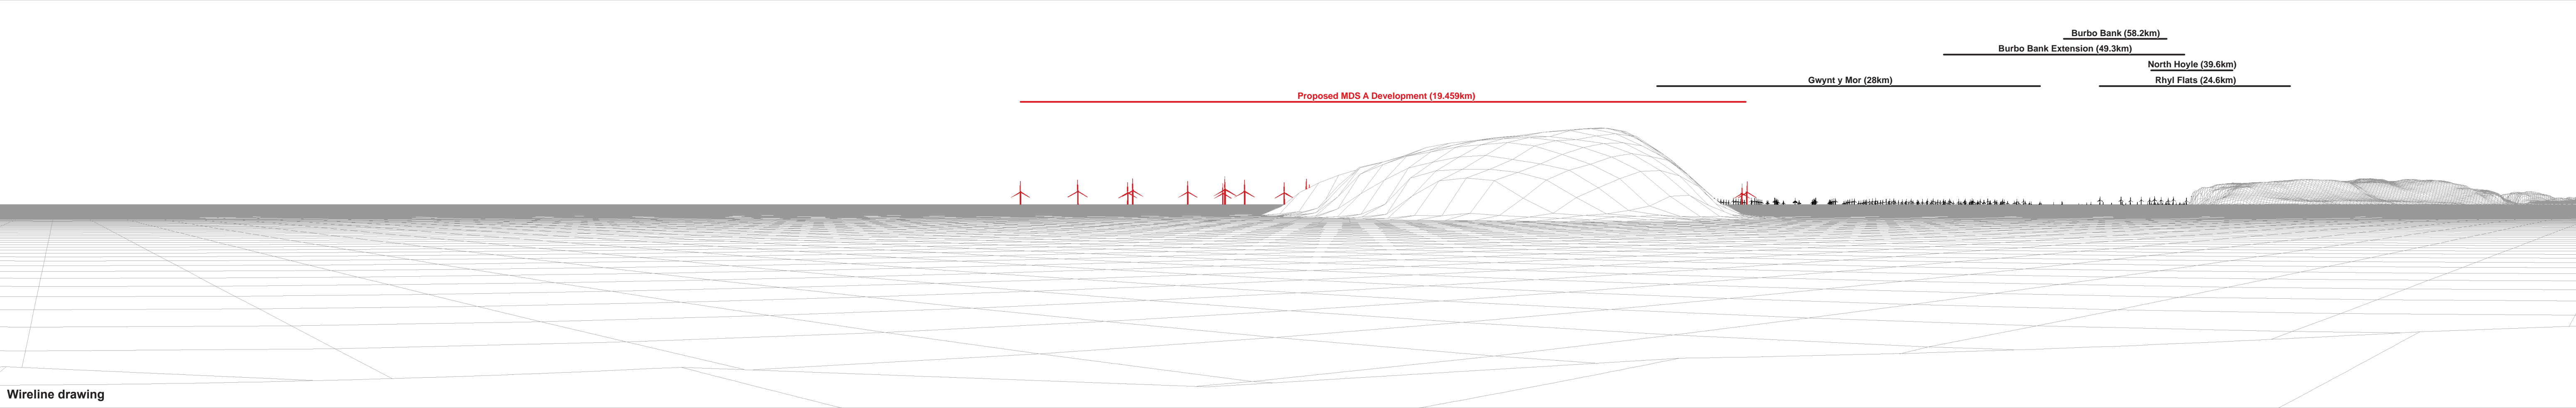 Burbo Bank (58.2km)
Burbo Bank Extension (49.3km)
North Hoyle (39.6km)
Gwynt y Mor (28km)
Rhyl Flats (24.6km)
Proposed MDS A Development (19.459km)
Wireline drawing